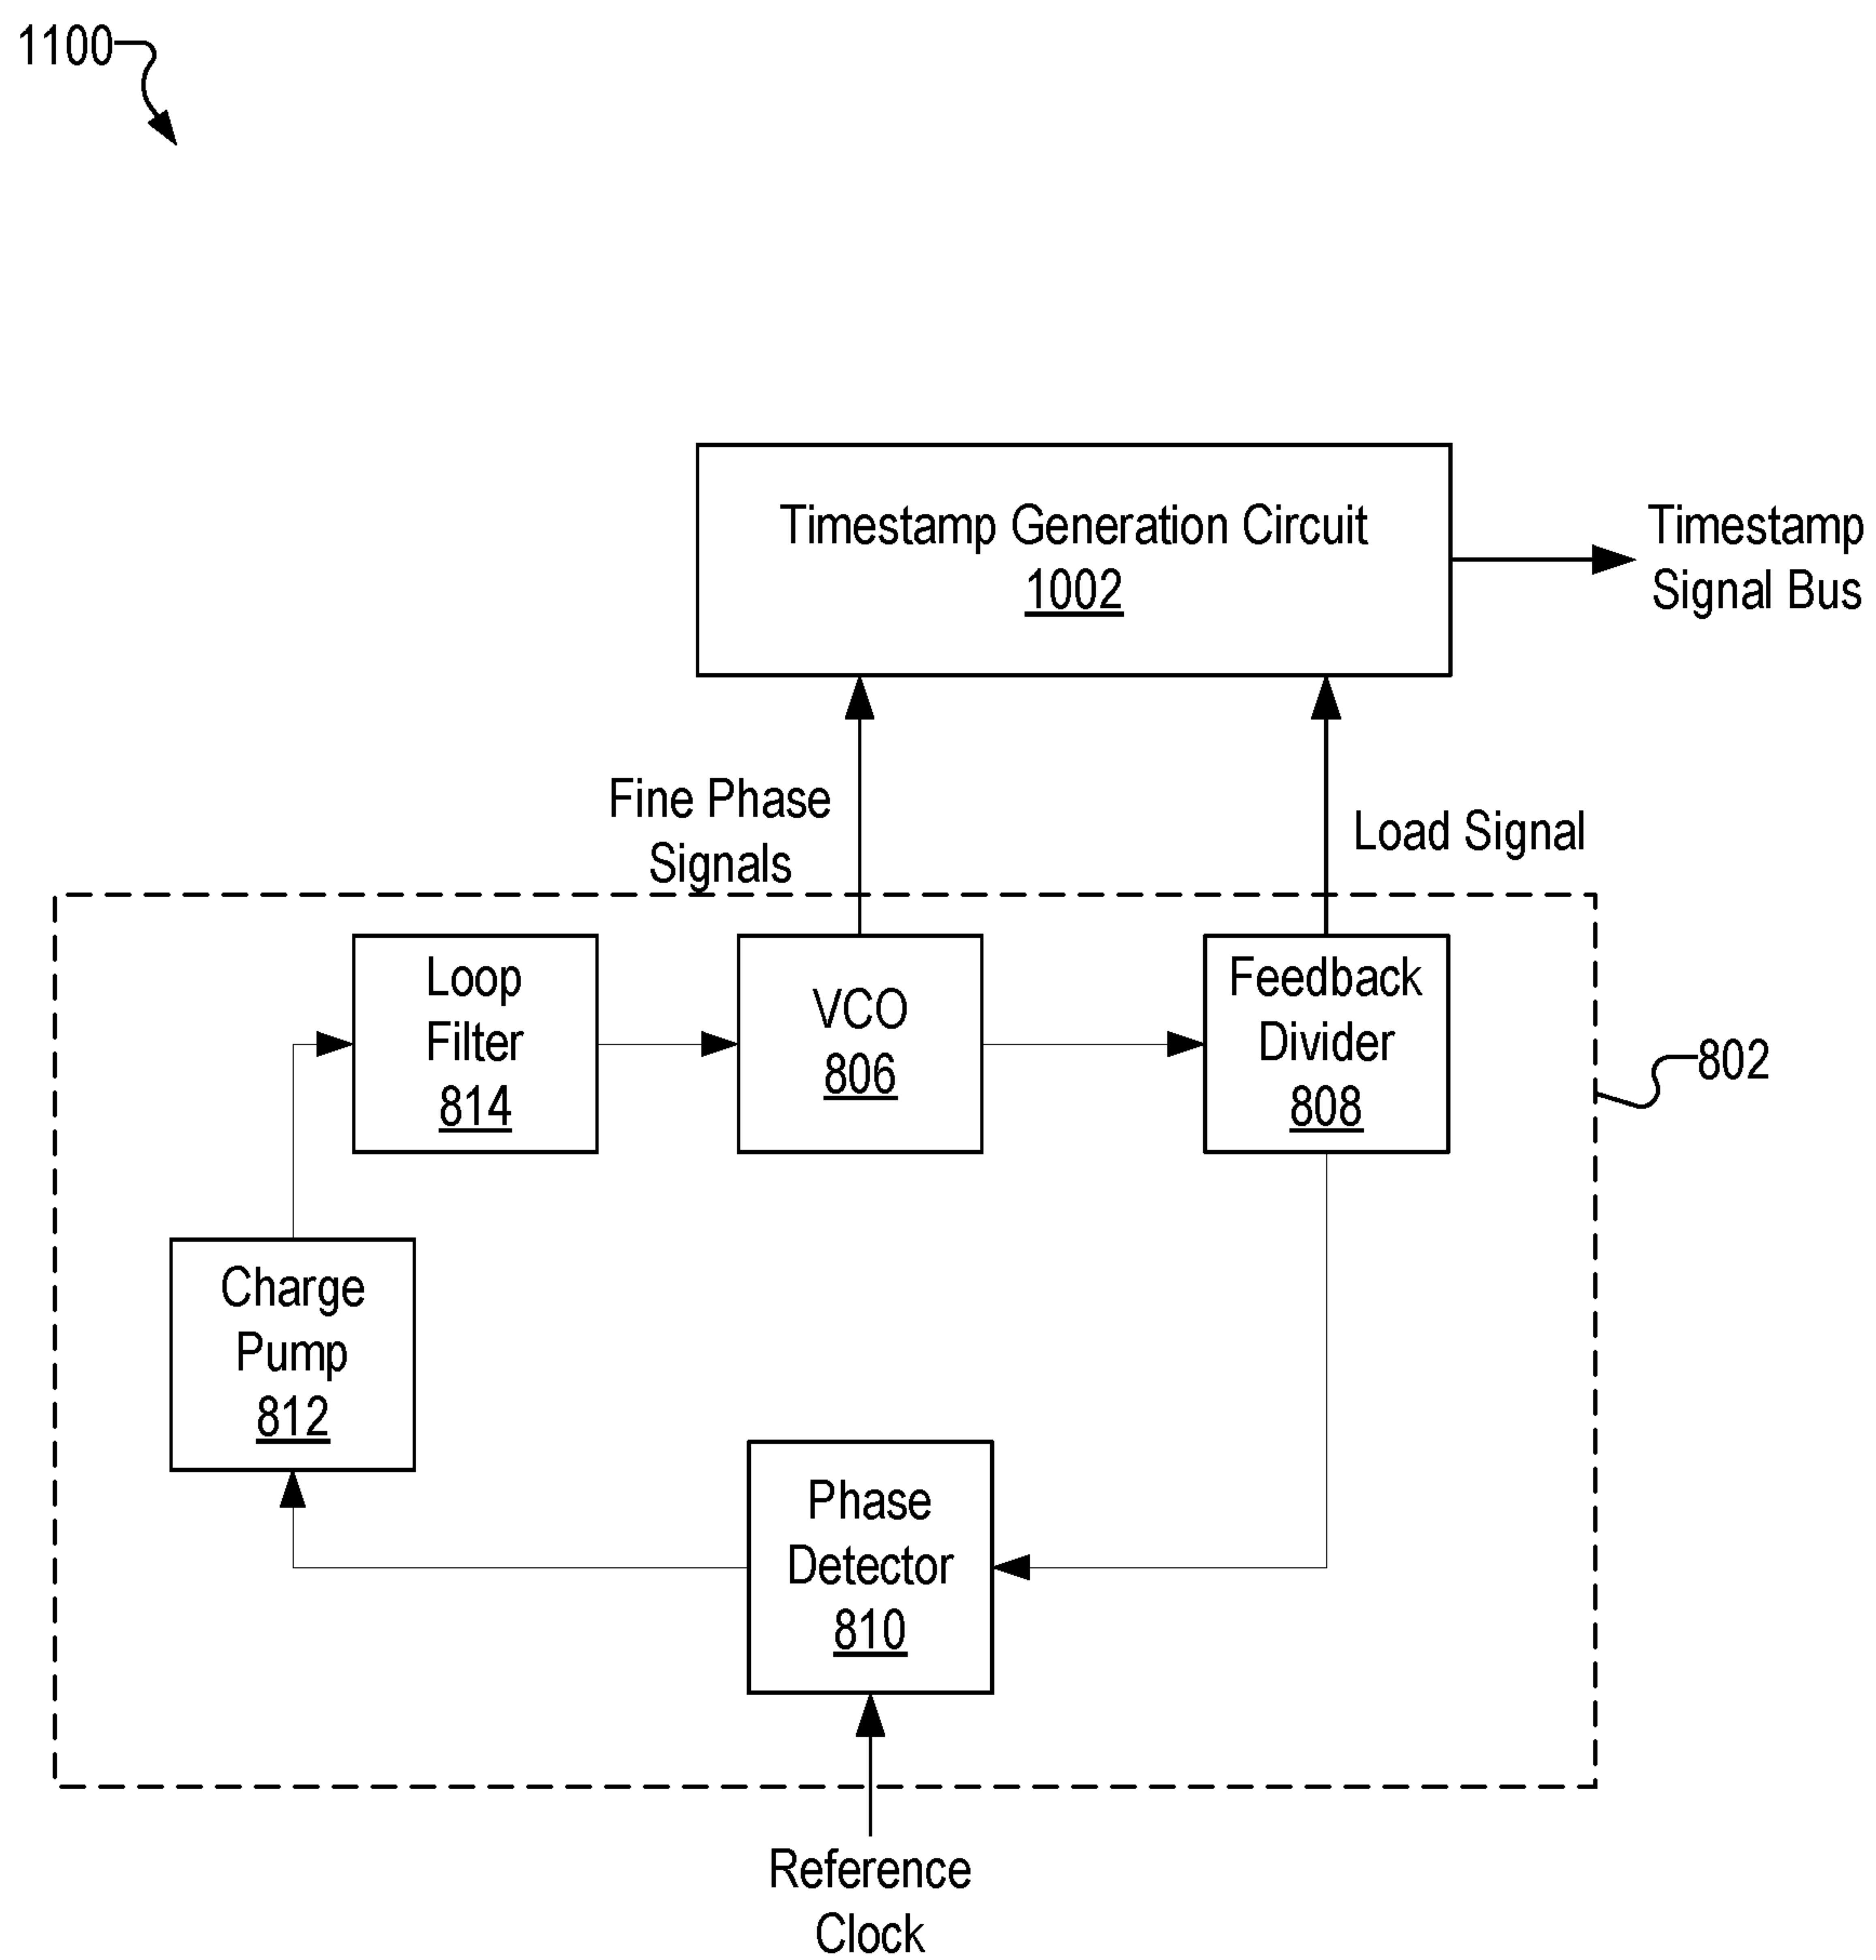 1100
Timestamp Generation Circuit
1002
Timestamp
Signal Bus
Fine Phase
Signals
Load Signal
Loop
Filter
814
VCO
806
Feedback
Divider
808
802
Charge
Pump
812
Phase
Detector
810
Reference
Clock